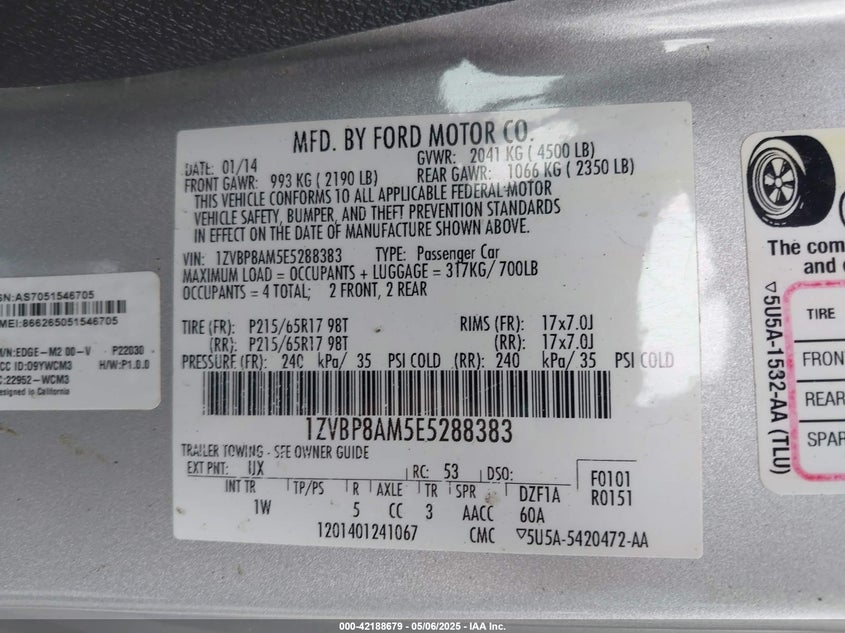 MFD. BY FORD MOTOR CO.
DATE: 01/14
GVWR: 2041 KG ( 4500 LB)
FRONT GAWR: 993 KG ( 2190 LB)
REAR GAWR: 1066 KG ( 2350 LB)
THIS VEHICLE CONFORMS TO ALL APPLICABLE FEDERAL MOTOR
VEHICLE SAFETY, BUMPER, AND THEFT PREVENTION STANDARDS
IN EFFECT ON THE DATE OF MANUFACTURE SHOWN ABOVE.
VIN: 1ZVBP8AM5E5288383 TYPE: Passenger Car
MAXIMUM LOAD = OCCUPANTS + LUGGAGE = 317KG/ 700LB
OCCUPANTS = 4 TOTAL; 2 FRONT, 2 REAR
TIRE (FR): P215/65R17 98T RIMS (FR): 17x7.0J
(RR): P215/65R17 98T (RR): 17x7.0J
PRESSURE (FR): 240 kPa/ 35 PSI COLD (RR): 240 kPa/ 35 PSI COLD
1ZVBP8AM5E5288383
TRAILER TOWING - SEE OWNER GUIDE
EXT PNT: UX RC: 53 DSO: F0101
INT TR TP/PS R AXLE TR SPR DZF1A R0151
1W 5 CC 3 AACC 60A
1201401241067 CMC ▽5U5A-5420472-AA
SN:AS7051546705
MEI:866265051546705
M/N:EDGE-M2 00-V P22030
CC ID: O9YWCM3 H/W:P1.0.0
C:22952-WCM3
esigned in California
The com
and
▽5U5A-1532-AA (TLU)
TIRE
FRON
REAR
SPAR
000-42188679 - 05/06/2025 - IAA Inc.